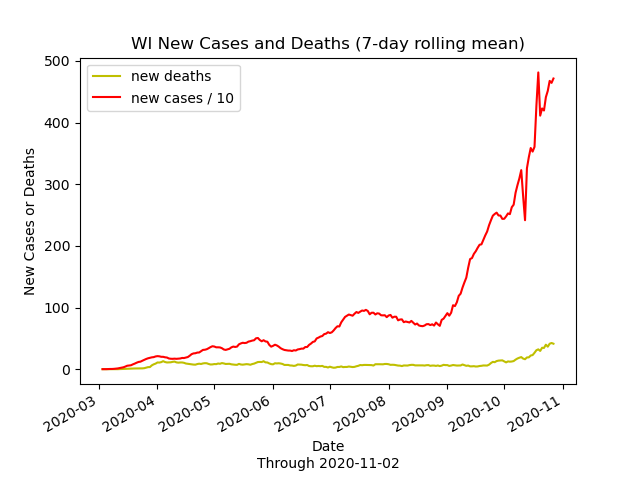 WI New Cases and Deaths (7-day rolling mean)
new deaths
new cases / 10
New Cases or Deaths
500
400
300
200
100
0
2020-03
2020-04
2020-05
2020-06
2020-07
2020-08
2020-09
2020-10
2020-11
Date
Through 2020-11-02